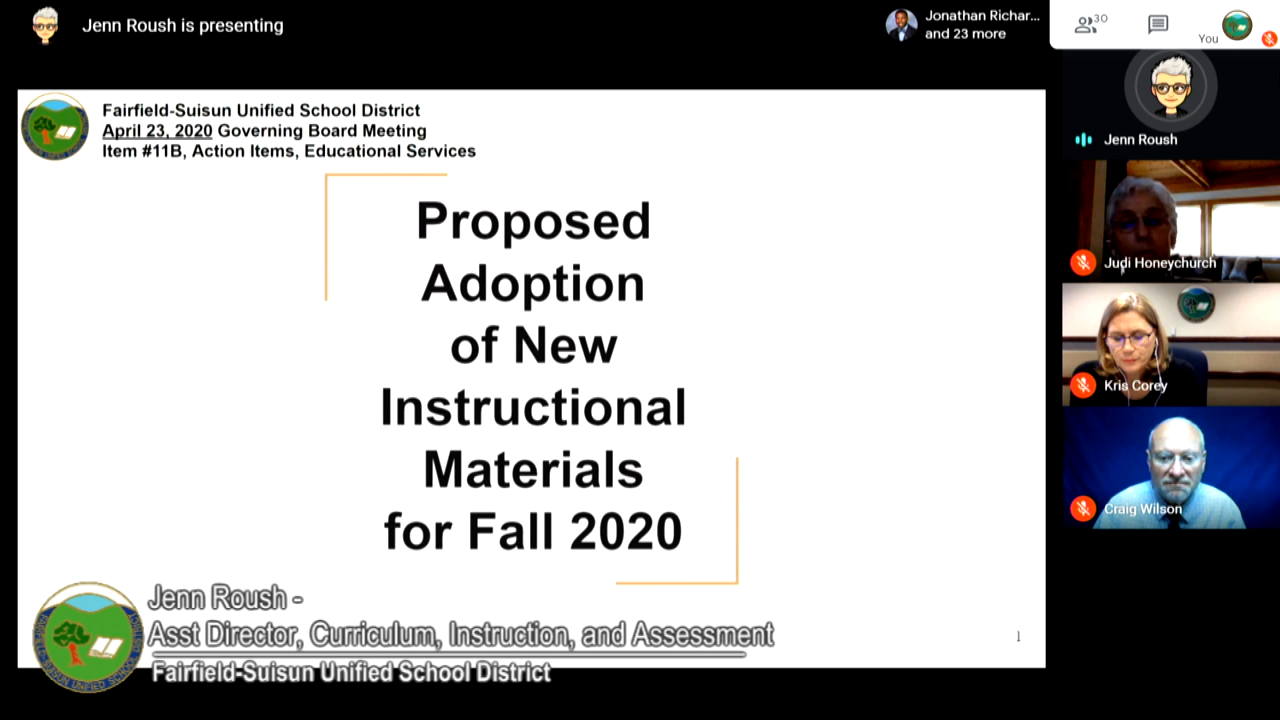 Jenn Roush is presenting
Jonathan Richar...
and 23 more
30
You
Fairfield-Suisun Unified School District
April 23, 2020 Governing Board Meeting
Item #11B, Action Items, Educational Services
Proposed
Adoption
of New
Instructional
Materials
for Fall 2020
1
Jenn Roush
Judi Honeychurch
Kris Corey
Craig Wilson
Jenn Roush -
Asst Director, Curriculum, Instruction, and Assessment
Fairfield-Suisun Unified School District